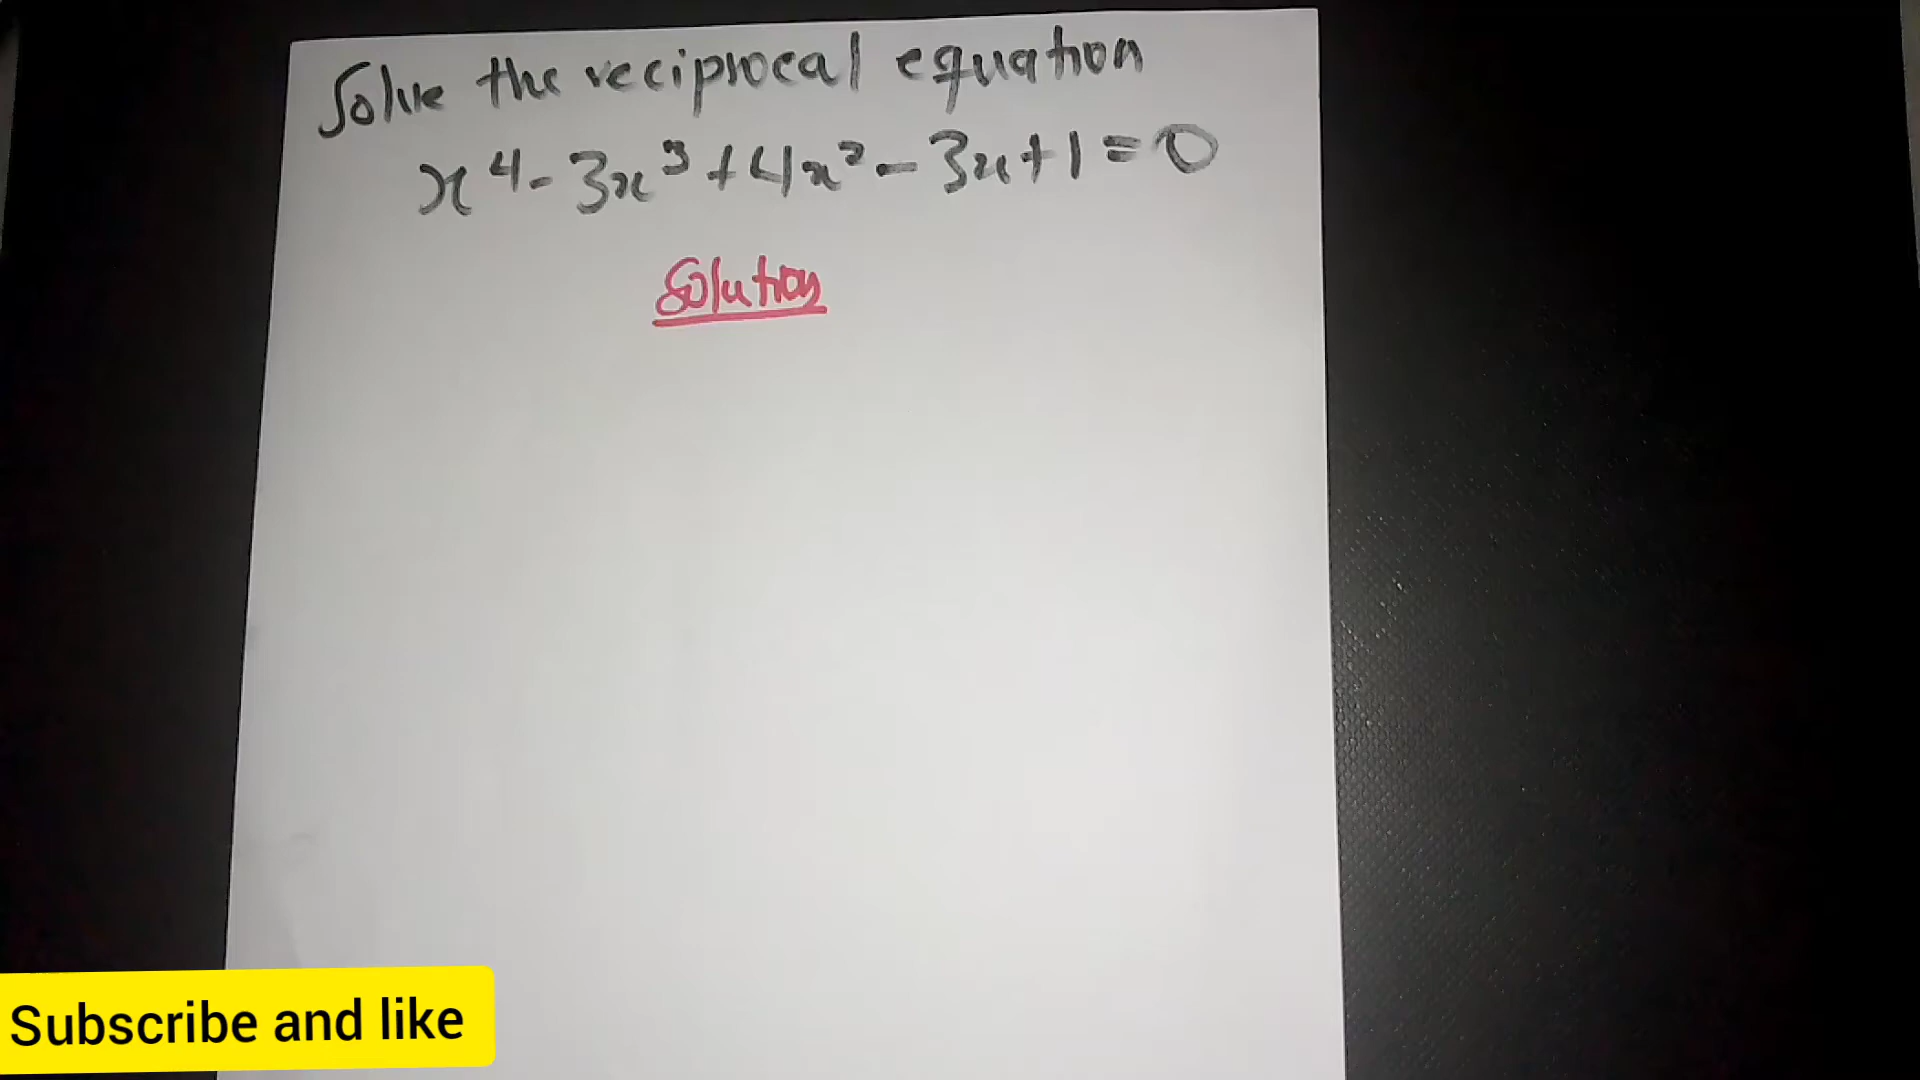 Solve the reciprocal equation
x⁴ - 3x³ + 4x² - 3x + 1 = 0
Solution
Subscribe and like